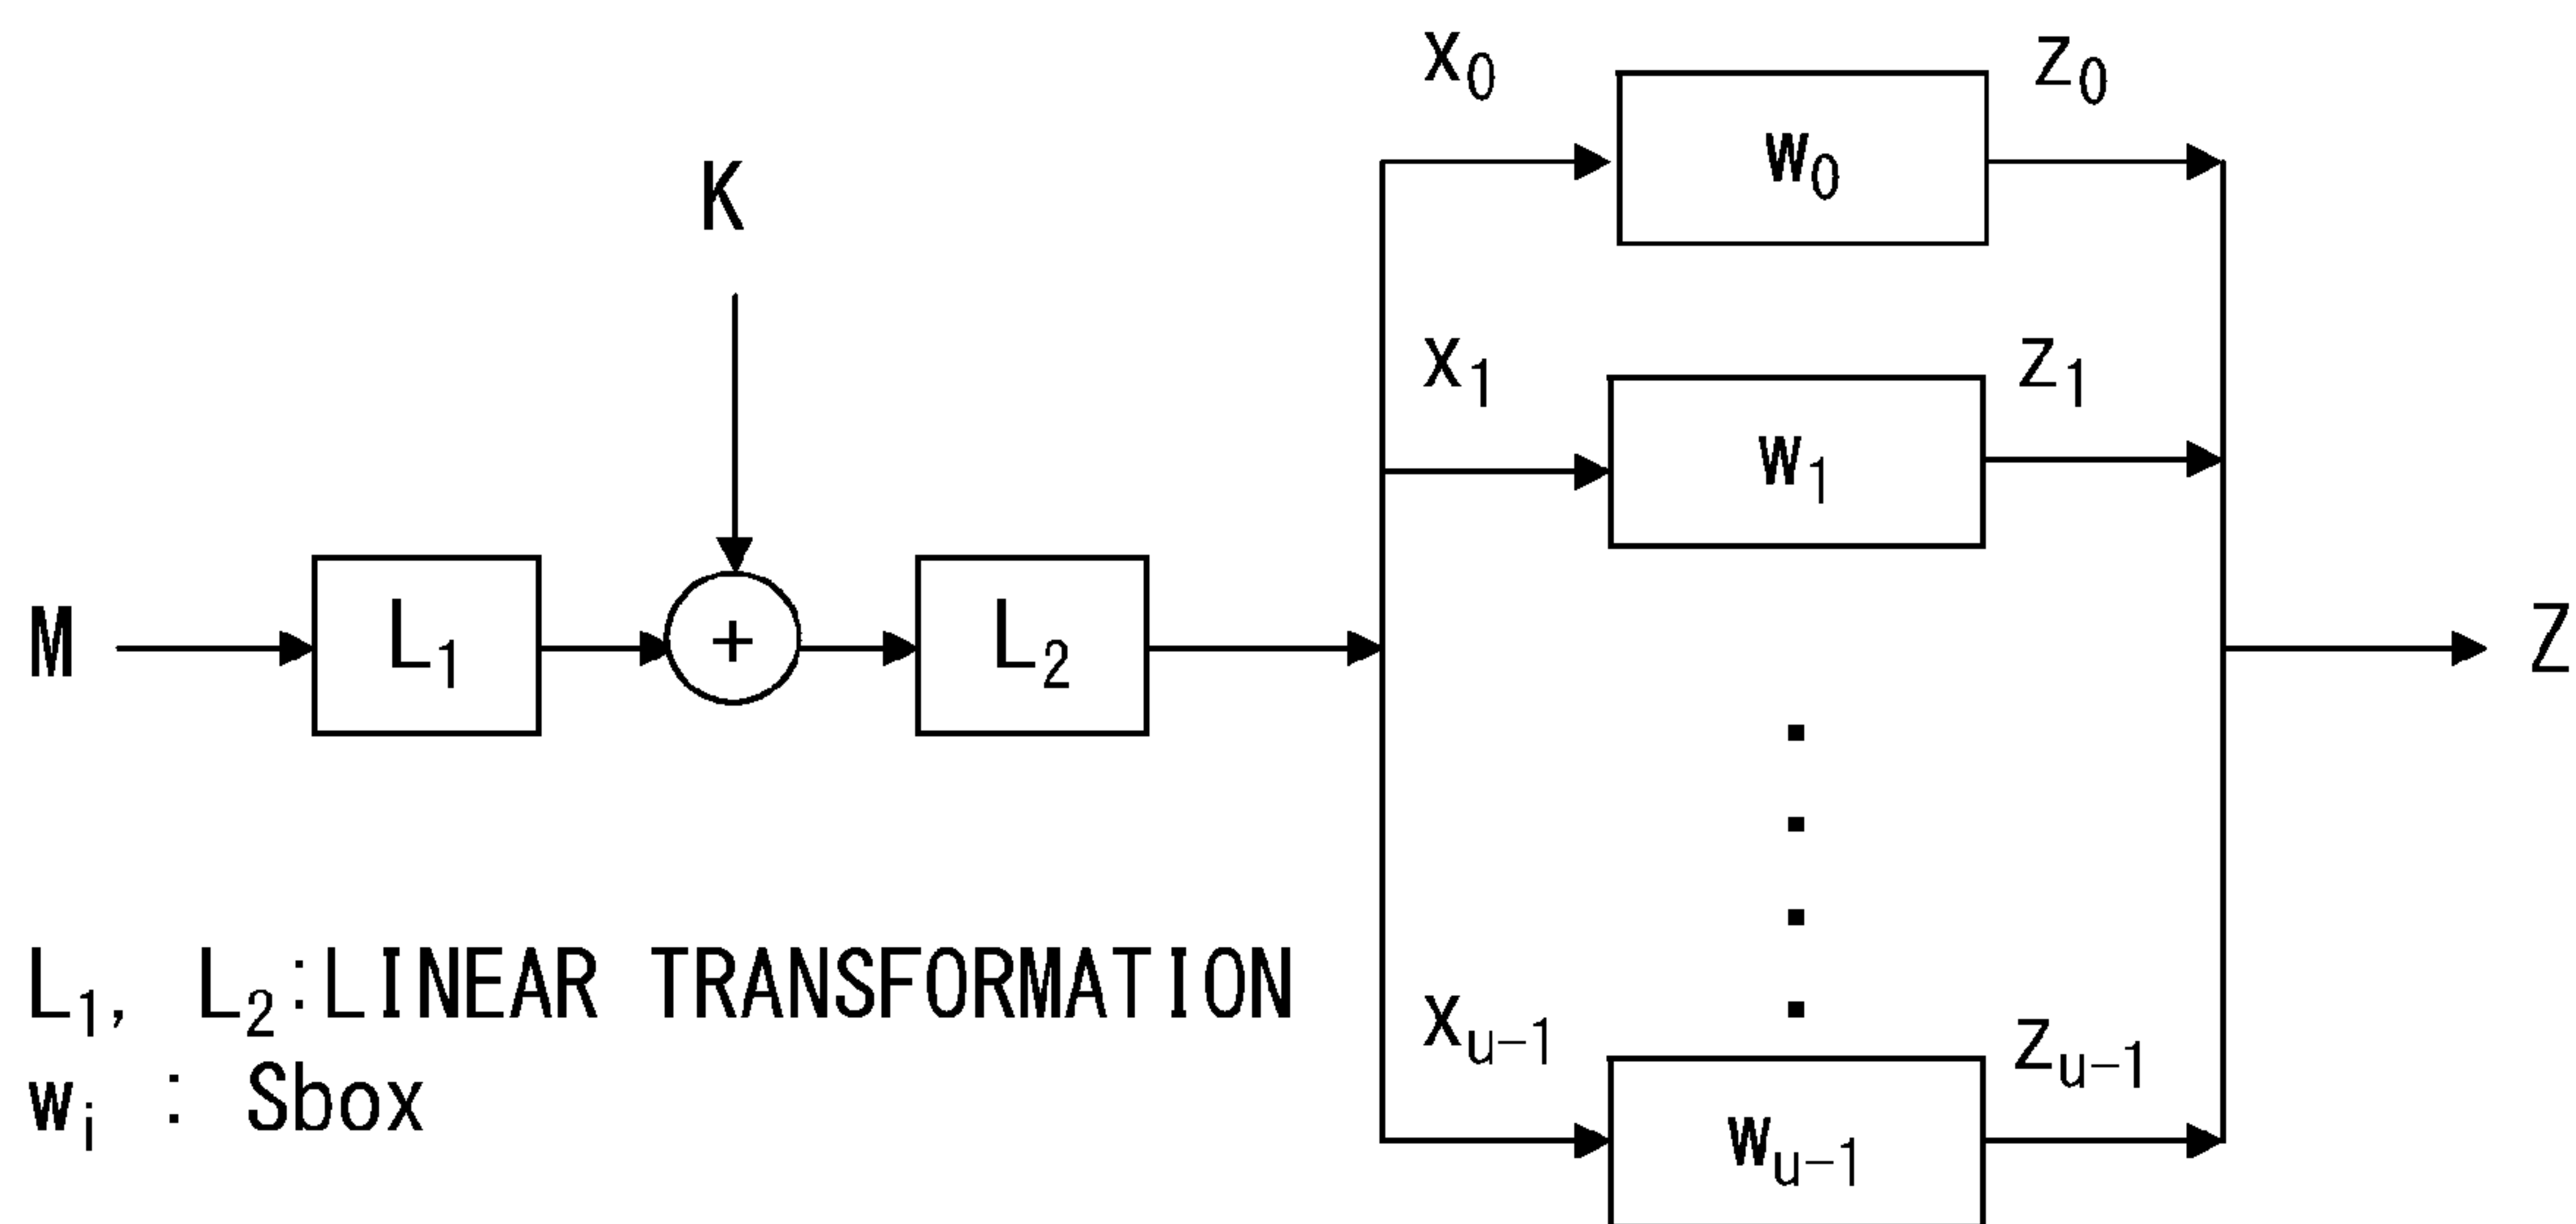 x0
w0
z0
K
x1
w1
z1
M
L1
+
L2
Z
xu-1
wu-1
zu-1
L1, L2:LINEAR TRANSFORMATION
wi : Sbox